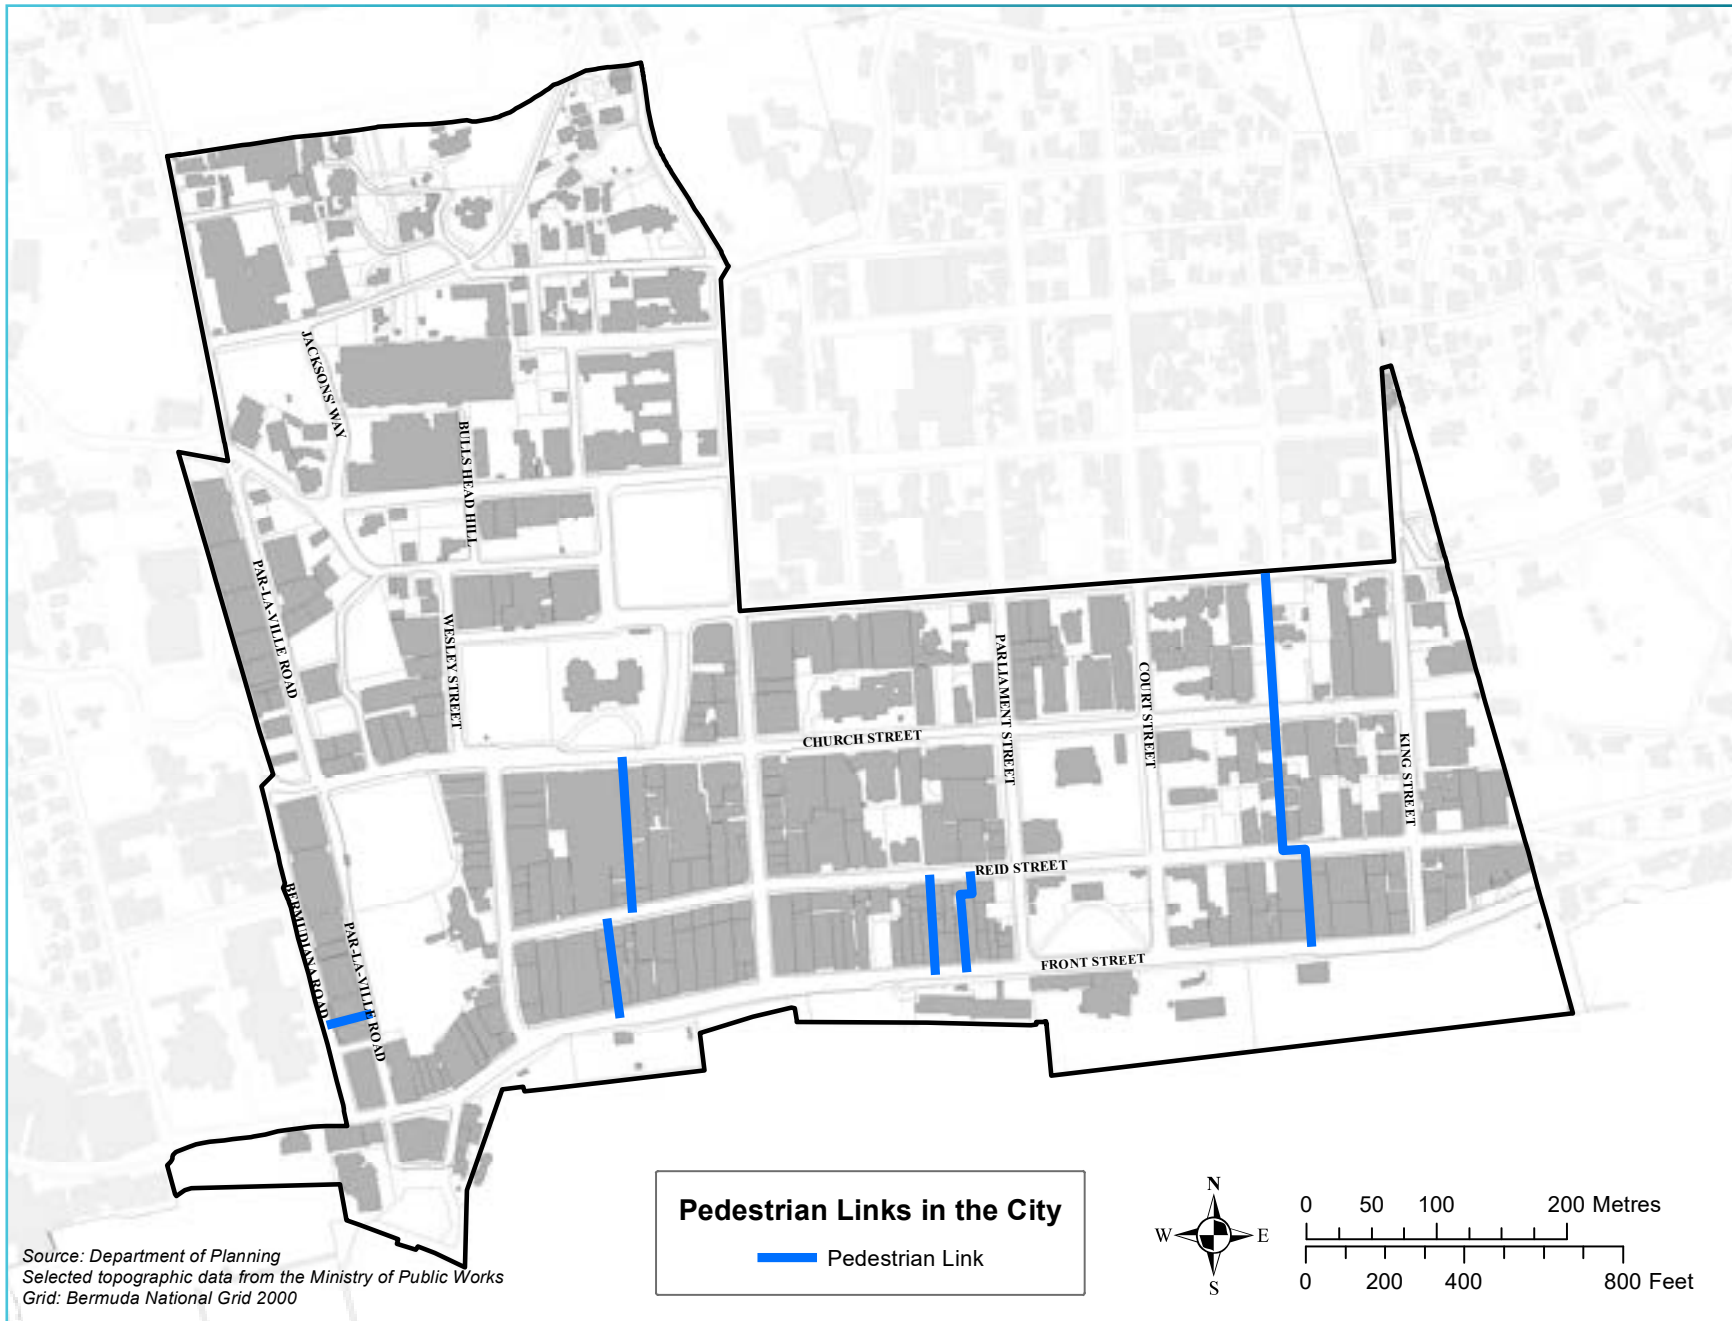 JACKSONS' WAY
BULLS HEAD HILL
PAR-LA-VILLE ROAD
WESLEY STREET
PARLIAMENT STREET
COURT STREET
CHURCH STREET
KING STREET
REID STREET
BERMUDIANA ROAD
PAR-LA-VILLE ROAD
FRONT STREET
Pedestrian Links in the City
Pedestrian Link
N
W E
S
0 50 100 200 Metres
0 200 400 800 Feet
Source: Department of Planning
Selected topographic data from the Ministry of Public Works
Grid: Bermuda National Grid 2000